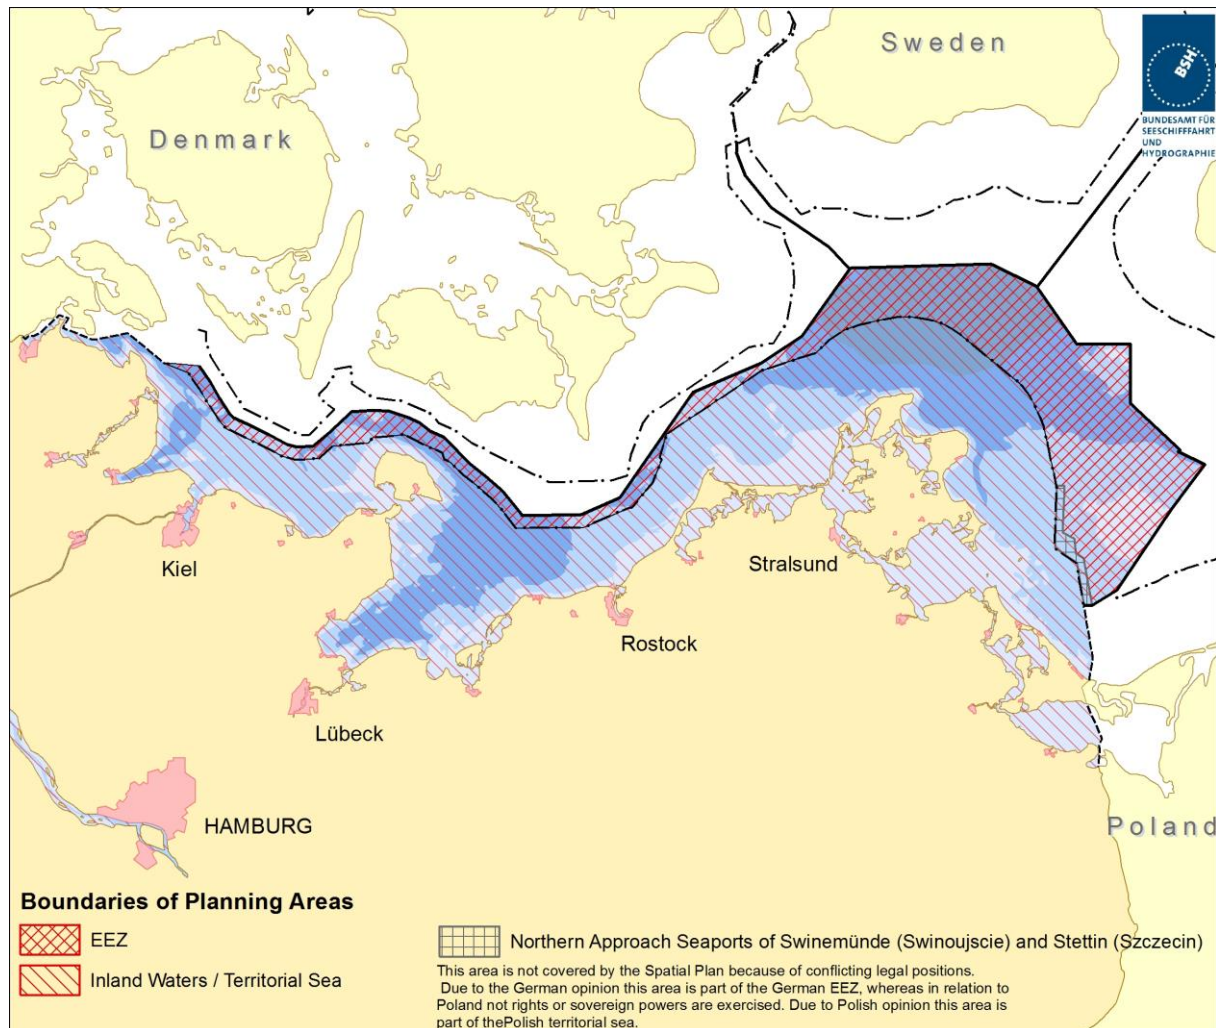 Sweden
BSH
BUNDESAMT FÜR
SEESCHIFFFAHRT
UND
HYDROGRAPHIE
Denmark
Kiel
Stralsund
Rostock
Lübeck
HAMBURG
Poland
Boundaries of Planning Areas
EEZ
Inland Waters / Territorial Sea
Northern Approach Seaports of Swinemünde (Swinoujscie) and Stettin (Szczecin)
This area is not covered by the Spatial Plan because of conflicting legal positions.
Due to the German opinion this area is part of the German EEZ, whereas in relation to
Poland not rights or sovereign powers are exercised. Due to Polish opinion this area is
part of thePolish territorial sea.